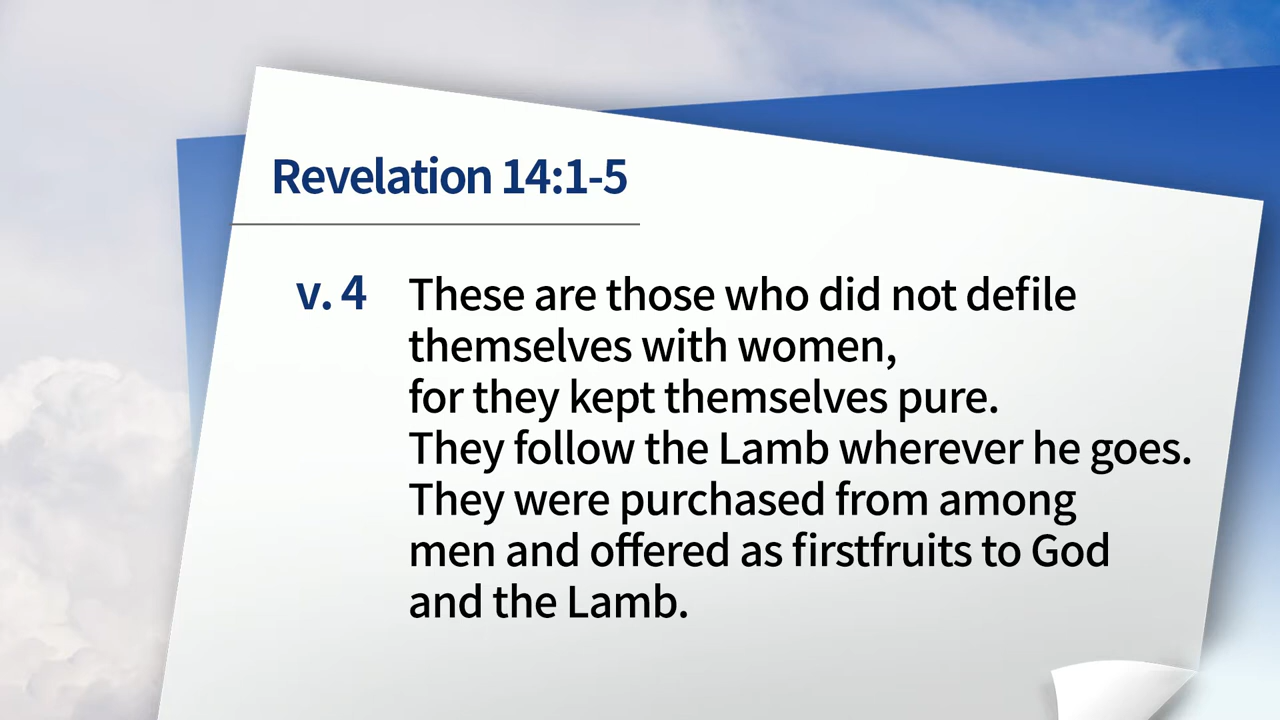 Revelation 14:1-5
v. 4 These are those who did not defile
themselves with women,
for they kept themselves pure.
They follow the Lamb wherever he goes.
They were purchased from among
men and offered as firstfruits to God
and the Lamb.